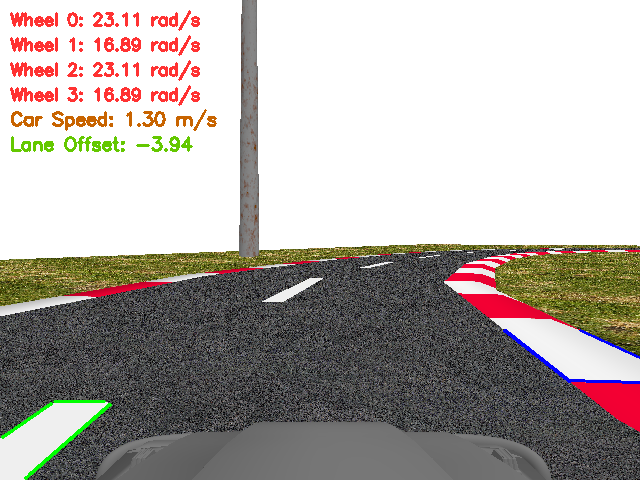 Wheel 0: 23.11 rad/s
Wheel 1: 16.89 rad/s
Wheel 2: 23.11 rad/s
Wheel 3: 16.89 rad/s
Car Speed: 1.30 m/s
Lane Offset: -3.94